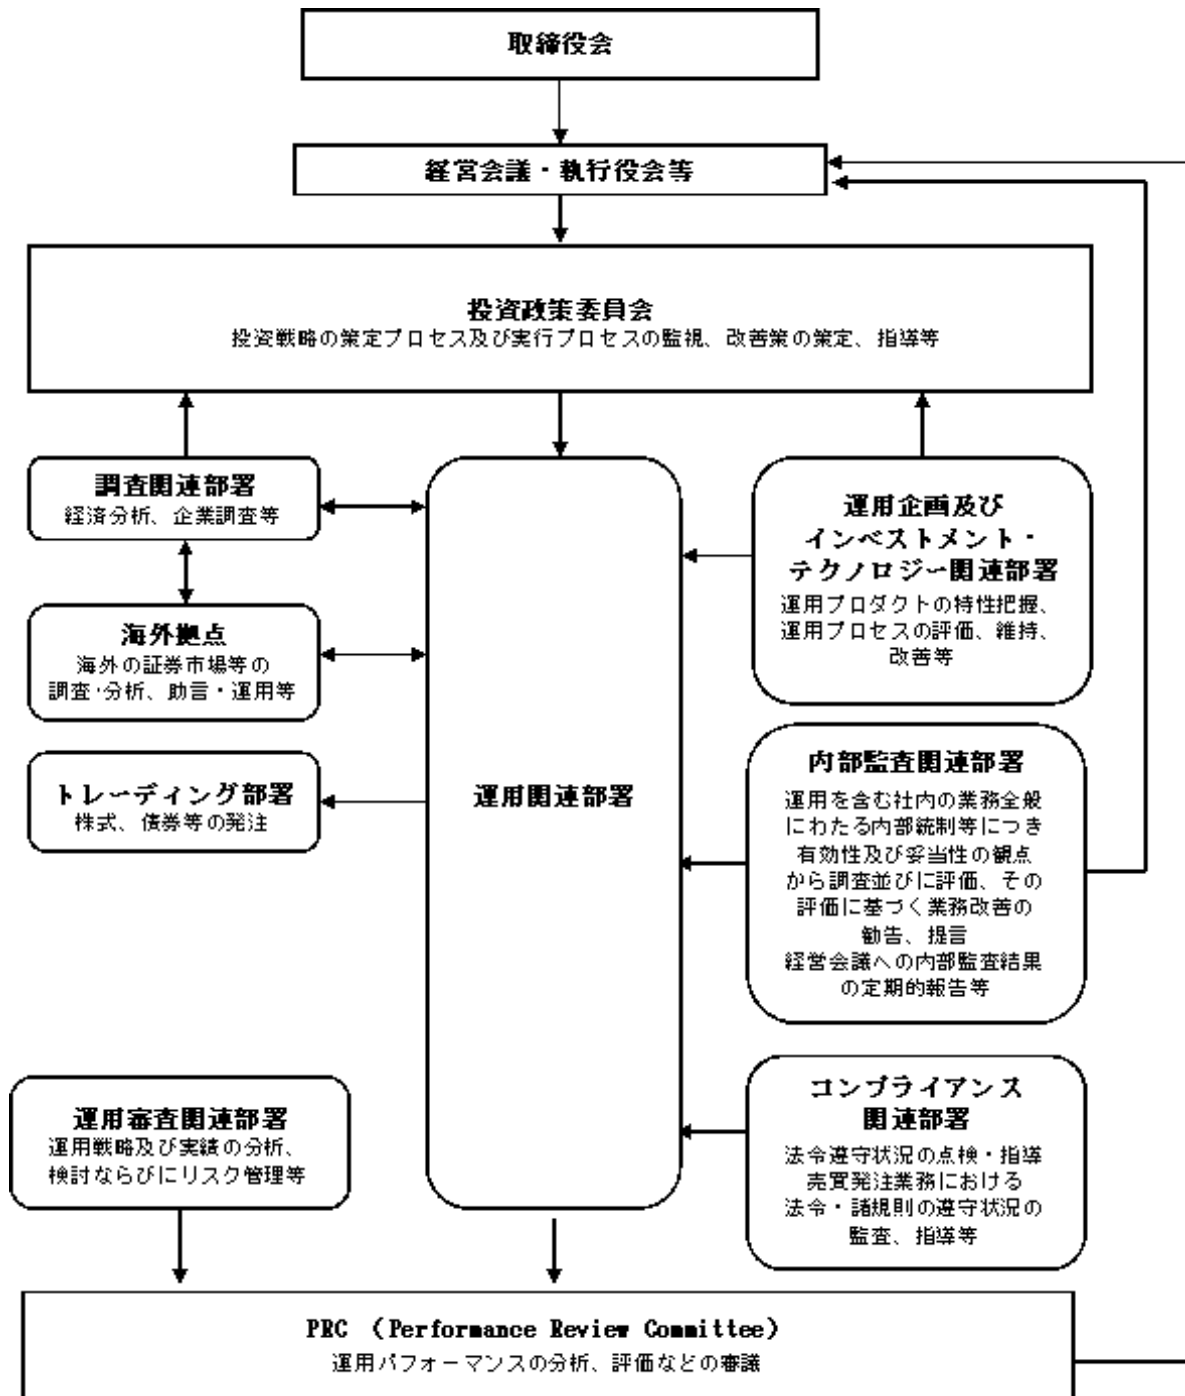 取締役会
経営会議・執行役会等
投資政策委員会
投資戦略の策定プロセス及び実行プロセスの監視、改善策の策定、指導等
調査関連部署
経済分析、企業調査等
海外拠点
海外の証券市場等の
調査・分析、助言・運用等
トレーディング部署
株式、債券等の発注
運用関連部署
運用企画及び
インベストメント・
テクノロジー関連部署
運用プロダクトの特性把握、
運用プロセスの評価、維持、
改善等
内部監査関連部署
運用を含む社内の業務全般
にわたる内部統制等につき
有効性及び妥当性の観点
から調査並びに評価、その
評価に基づく業務改善の
勧告、提言
経営会議への内部監査結果
の定期的報告等
コンプライアンス
関連部署
法令遵守状況の点検・指導
売買発注業務における
法令・諸規則の遵守状況の
監査、指導等
運用審査関連部署
運用戦略及び実績の分析、
検討ならびにリスク管理等
PRC （Performance Review Committee）
運用パフォーマンスの分析、評価などの審議